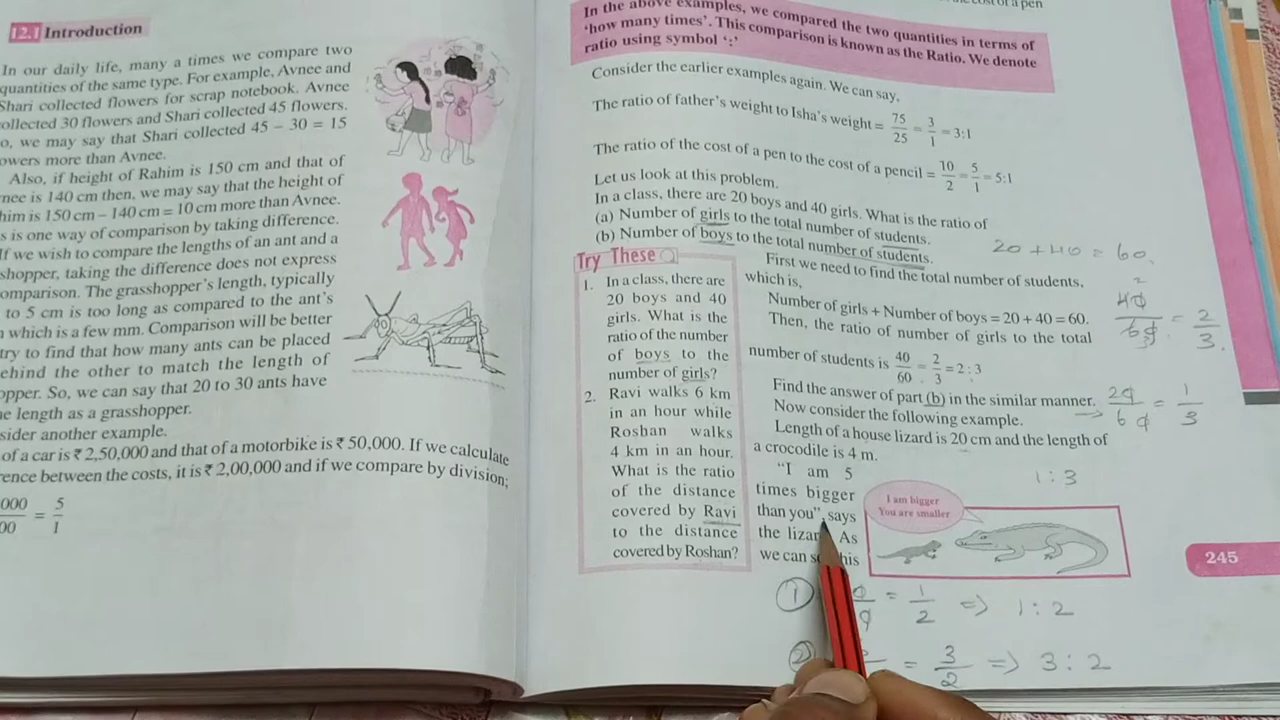 12.1 Introduction
In our daily life, many a times we compare two
quantities of the same type. For example, Avnee and
Shari collected flowers for scrap notebook. Avnee
collected 30 flowers and Shari collected 45 flowers.
o, we may say that Shari collected 45 – 30 = 15
owers more than Avnee.
Also, if height of Rahim is 150 cm and that of
nee is 140 cm then, we may say that the height of
him is 150 cm – 140 cm = 10 cm more than Avnee.
s is one way of comparison by taking difference.
If we wish to compare the lengths of an ant and a
shopper, taking the difference does not express
omparison. The grasshopper's length, typically
to 5 cm is too long as compared to the ant's
which is a few mm. Comparison will be better
try to find that how many ants can be placed
ehind the other to match the length of
opper. So, we can say that 20 to 30 ants have
e length as a grasshopper.
sider another example.
of a car is ₹ 2,50,000 and that of a motorbike is ₹ 50,000. If we calculate
rence between the costs, it is ₹ 2,00,000 and if we compare by division;
000/00 = 5/1
cost of a pen
In the above examples, we compared the two quantities in terms of
'how many times'. This comparison is known as the Ratio. We denote
ratio using symbol ':'
Consider the earlier examples again. We can say,
The ratio of father's weight to Isha's weight = 75/25 = 3/1 = 3:1
The ratio of the cost of a pen to the cost of a pencil = 10/2 = 5/1 = 5:1
Let us look at this problem.
In a class, there are 20 boys and 40 girls. What is the ratio of
(a) Number of girls to the total number of students.
(b) Number of boys to the total number of students.
20 + 40 = 60.
First we need to find the total number of students,
which is,
Number of girls + Number of boys = 20 + 40 = 60.
Then, the ratio of number of girls to the total
number of students is 40/60 = 2/3 = 2 : 3
2
40/60 = 2/3.
3
Find the answer of part (b) in the similar manner.
20/60 = 1/3
Now consider the following example.
Length of a house lizard is 20 cm and the length of
a crocodile is 4 m.
1 : 3
"I am 5
times bigger
than you", says
the lizar As
we can s his
I am bigger
You are smaller
Try These
1. In a class, there are
20 boys and 40
girls. What is the
ratio of the number
of boys to the
number of girls?
2. Ravi walks 6 km
in an hour while
Roshan walks
4 km in an hour.
What is the ratio
of the distance
covered by Ravi
to the distance
covered by Roshan?
245
1 = 1/2 ⇒ 1 : 2
2 = 3/2 ⇒ 3 : 2